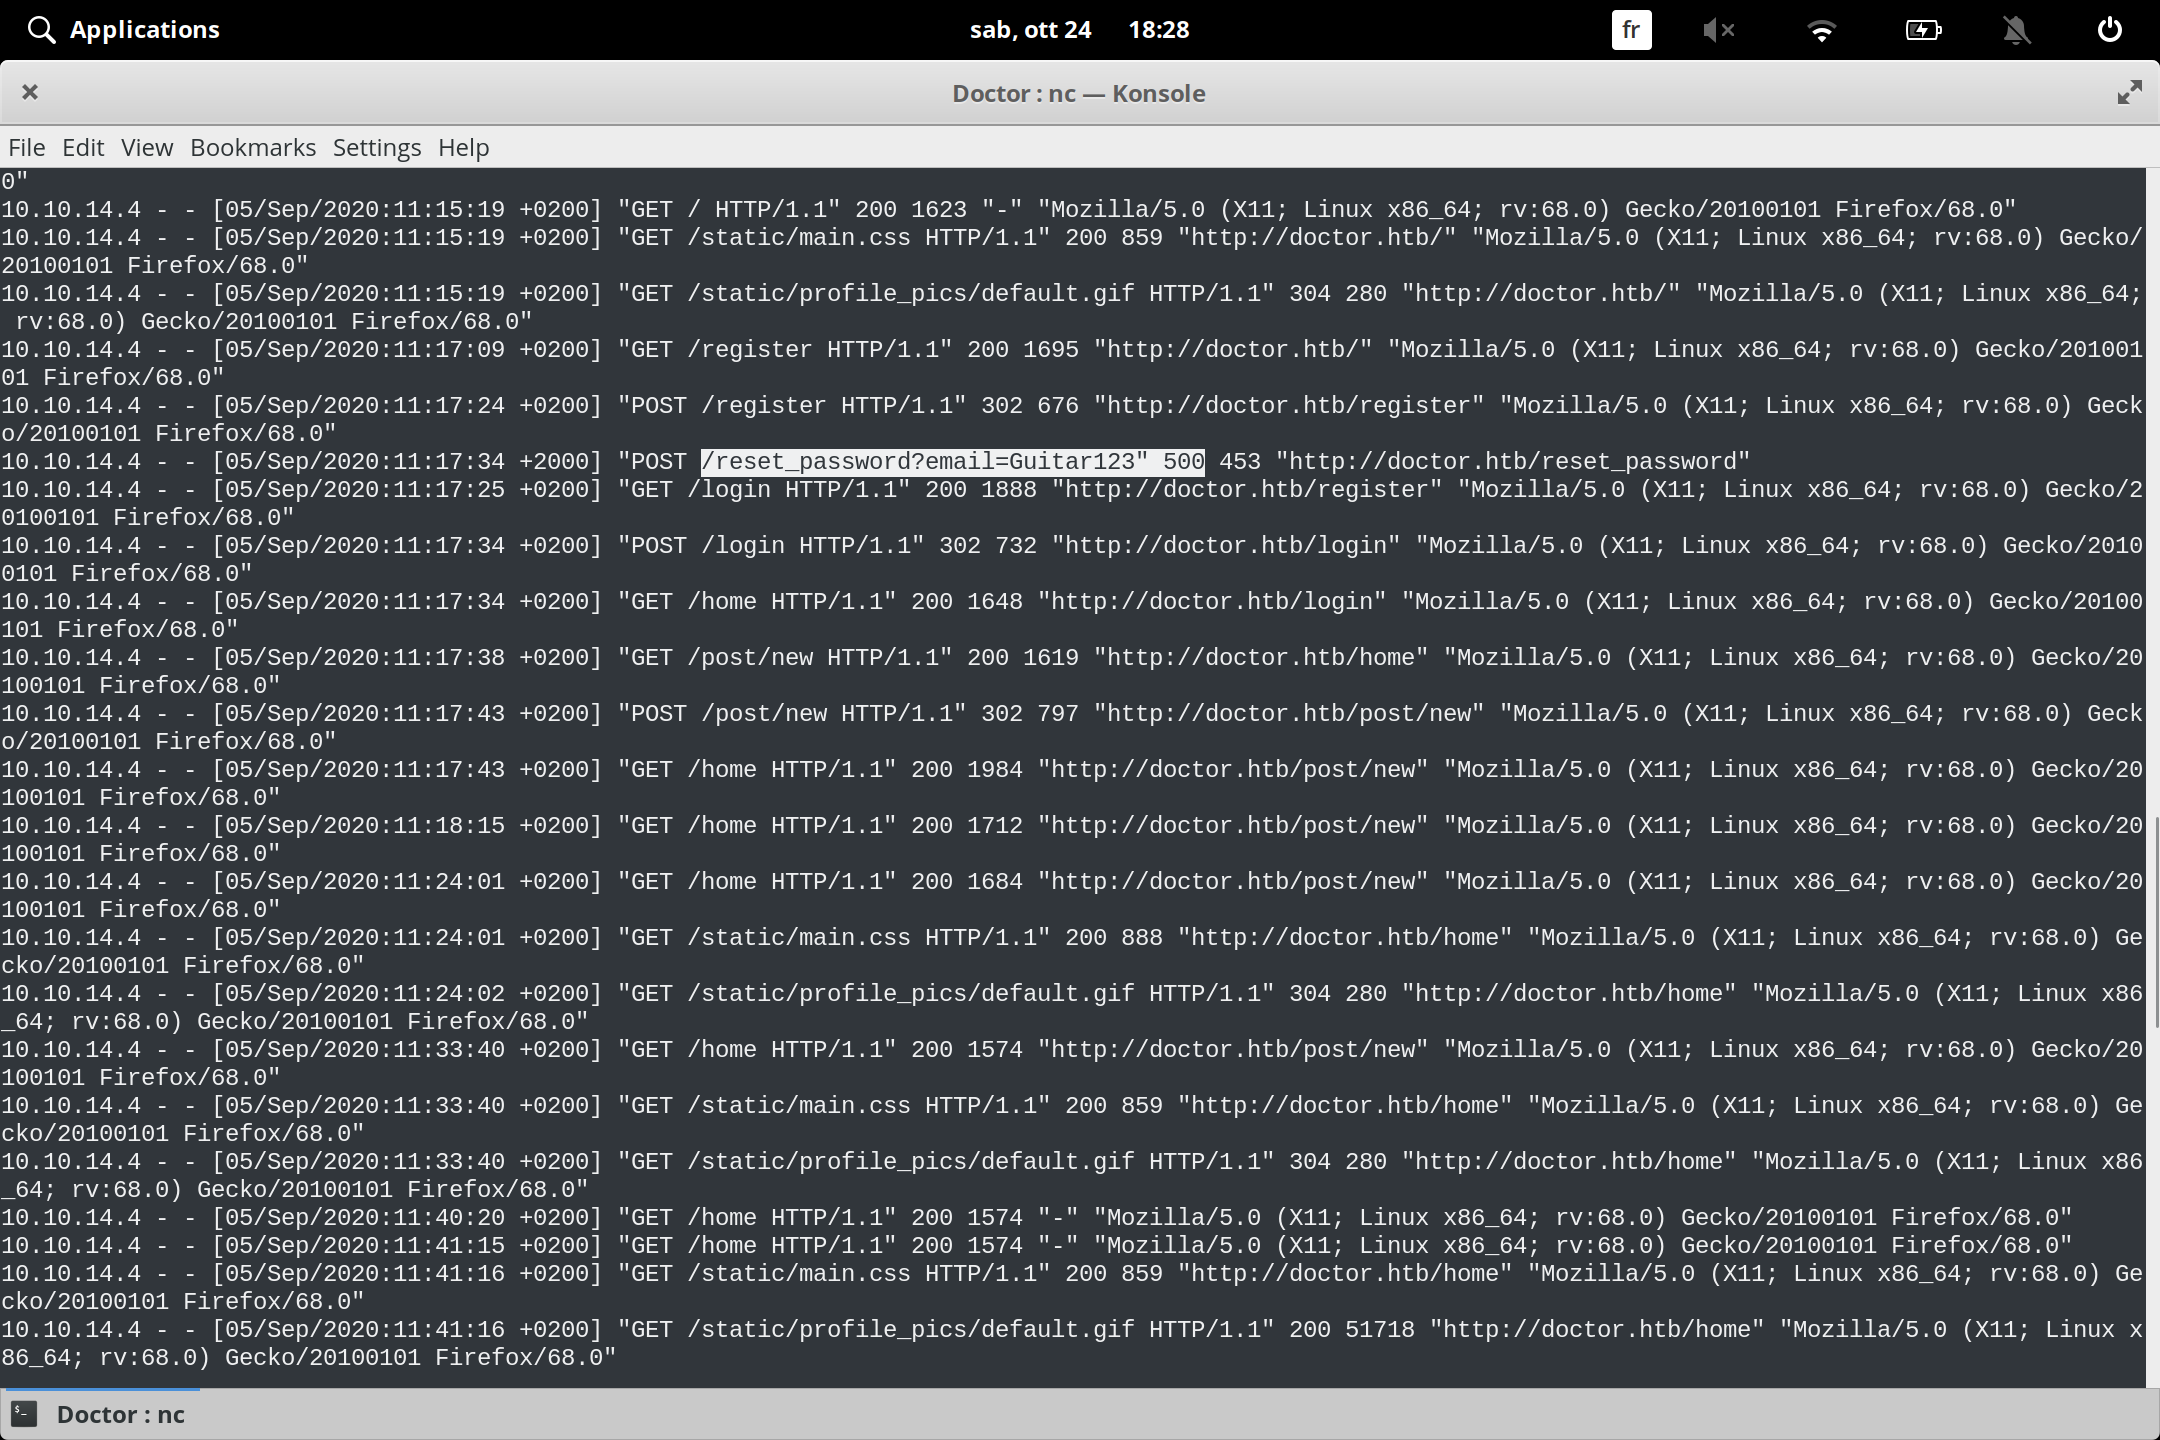 Applications
sab, ott 24 18:28
fr
Doctor : nc — Konsole
File Edit View Bookmarks Settings Help
0"
10.10.14.4 - - [05/Sep/2020:11:15:19 +0200] "GET / HTTP/1.1" 200 1623 "-" "Mozilla/5.0 (X11; Linux x86_64; rv:68.0) Gecko/20100101 Firefox/68.0"
10.10.14.4 - - [05/Sep/2020:11:15:19 +0200] "GET /static/main.css HTTP/1.1" 200 859 "http://doctor.htb/" "Mozilla/5.0 (X11; Linux x86_64; rv:68.0) Gecko/
20100101 Firefox/68.0"
10.10.14.4 - - [05/Sep/2020:11:15:19 +0200] "GET /static/profile_pics/default.gif HTTP/1.1" 304 280 "http://doctor.htb/" "Mozilla/5.0 (X11; Linux x86_64;
 rv:68.0) Gecko/20100101 Firefox/68.0"
10.10.14.4 - - [05/Sep/2020:11:17:09 +0200] "GET /register HTTP/1.1" 200 1695 "http://doctor.htb/" "Mozilla/5.0 (X11; Linux x86_64; rv:68.0) Gecko/201001
01 Firefox/68.0"
10.10.14.4 - - [05/Sep/2020:11:17:24 +0200] "POST /register HTTP/1.1" 302 676 "http://doctor.htb/register" "Mozilla/5.0 (X11; Linux x86_64; rv:68.0) Geck
o/20100101 Firefox/68.0"
10.10.14.4 - - [05/Sep/2020:11:17:34 +2000] "POST /reset_password?email=Guitar123" 500 453 "http://doctor.htb/reset_password"
10.10.14.4 - - [05/Sep/2020:11:17:25 +0200] "GET /login HTTP/1.1" 200 1888 "http://doctor.htb/register" "Mozilla/5.0 (X11; Linux x86_64; rv:68.0) Gecko/2
0100101 Firefox/68.0"
10.10.14.4 - - [05/Sep/2020:11:17:34 +0200] "POST /login HTTP/1.1" 302 732 "http://doctor.htb/login" "Mozilla/5.0 (X11; Linux x86_64; rv:68.0) Gecko/2010
0101 Firefox/68.0"
10.10.14.4 - - [05/Sep/2020:11:17:34 +0200] "GET /home HTTP/1.1" 200 1648 "http://doctor.htb/login" "Mozilla/5.0 (X11; Linux x86_64; rv:68.0) Gecko/20100
101 Firefox/68.0"
10.10.14.4 - - [05/Sep/2020:11:17:38 +0200] "GET /post/new HTTP/1.1" 200 1619 "http://doctor.htb/home" "Mozilla/5.0 (X11; Linux x86_64; rv:68.0) Gecko/20
100101 Firefox/68.0"
10.10.14.4 - - [05/Sep/2020:11:17:43 +0200] "POST /post/new HTTP/1.1" 302 797 "http://doctor.htb/post/new" "Mozilla/5.0 (X11; Linux x86_64; rv:68.0) Geck
o/20100101 Firefox/68.0"
10.10.14.4 - - [05/Sep/2020:11:17:43 +0200] "GET /home HTTP/1.1" 200 1984 "http://doctor.htb/post/new" "Mozilla/5.0 (X11; Linux x86_64; rv:68.0) Gecko/20
100101 Firefox/68.0"
10.10.14.4 - - [05/Sep/2020:11:18:15 +0200] "GET /home HTTP/1.1" 200 1712 "http://doctor.htb/post/new" "Mozilla/5.0 (X11; Linux x86_64; rv:68.0) Gecko/20
100101 Firefox/68.0"
10.10.14.4 - - [05/Sep/2020:11:24:01 +0200] "GET /home HTTP/1.1" 200 1684 "http://doctor.htb/post/new" "Mozilla/5.0 (X11; Linux x86_64; rv:68.0) Gecko/20
100101 Firefox/68.0"
10.10.14.4 - - [05/Sep/2020:11:24:01 +0200] "GET /static/main.css HTTP/1.1" 200 888 "http://doctor.htb/home" "Mozilla/5.0 (X11; Linux x86_64; rv:68.0) Ge
cko/20100101 Firefox/68.0"
10.10.14.4 - - [05/Sep/2020:11:24:02 +0200] "GET /static/profile_pics/default.gif HTTP/1.1" 304 280 "http://doctor.htb/home" "Mozilla/5.0 (X11; Linux x86
_64; rv:68.0) Gecko/20100101 Firefox/68.0"
10.10.14.4 - - [05/Sep/2020:11:33:40 +0200] "GET /home HTTP/1.1" 200 1574 "http://doctor.htb/post/new" "Mozilla/5.0 (X11; Linux x86_64; rv:68.0) Gecko/20
100101 Firefox/68.0"
10.10.14.4 - - [05/Sep/2020:11:33:40 +0200] "GET /static/main.css HTTP/1.1" 200 859 "http://doctor.htb/home" "Mozilla/5.0 (X11; Linux x86_64; rv:68.0) Ge
cko/20100101 Firefox/68.0"
10.10.14.4 - - [05/Sep/2020:11:33:40 +0200] "GET /static/profile_pics/default.gif HTTP/1.1" 304 280 "http://doctor.htb/home" "Mozilla/5.0 (X11; Linux x86
_64; rv:68.0) Gecko/20100101 Firefox/68.0"
10.10.14.4 - - [05/Sep/2020:11:40:20 +0200] "GET /home HTTP/1.1" 200 1574 "-" "Mozilla/5.0 (X11; Linux x86_64; rv:68.0) Gecko/20100101 Firefox/68.0"
10.10.14.4 - - [05/Sep/2020:11:41:15 +0200] "GET /home HTTP/1.1" 200 1574 "-" "Mozilla/5.0 (X11; Linux x86_64; rv:68.0) Gecko/20100101 Firefox/68.0"
10.10.14.4 - - [05/Sep/2020:11:41:16 +0200] "GET /static/main.css HTTP/1.1" 200 859 "http://doctor.htb/home" "Mozilla/5.0 (X11; Linux x86_64; rv:68.0) Ge
cko/20100101 Firefox/68.0"
10.10.14.4 - - [05/Sep/2020:11:41:16 +0200] "GET /static/profile_pics/default.gif HTTP/1.1" 200 51718 "http://doctor.htb/home" "Mozilla/5.0 (X11; Linux x
86_64; rv:68.0) Gecko/20100101 Firefox/68.0"
Doctor : nc